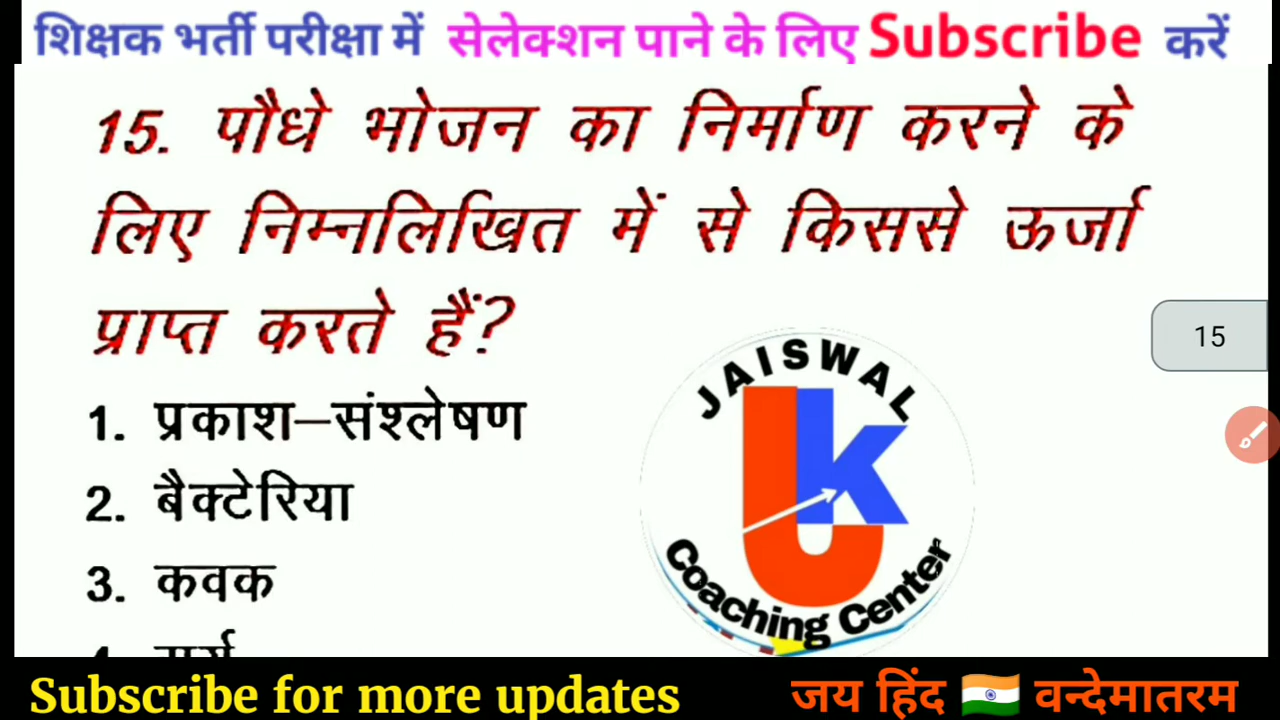 शिक्षक भर्ती परीक्षा में सेलेक्शन पाने के लिए Subscribe करें
15. पौधे भोजन का निर्माण करने के
लिए निम्नलिखित में से किससे ऊर्जा
प्राप्त करते हैं?
1. प्रकाश–संश्लेषण
2. बैक्टेरिया
3. कवक
15
JAISWAL
JK
Coaching Center
Subscribe for more updates जय हिंद 🇮🇳 वन्देमातरम